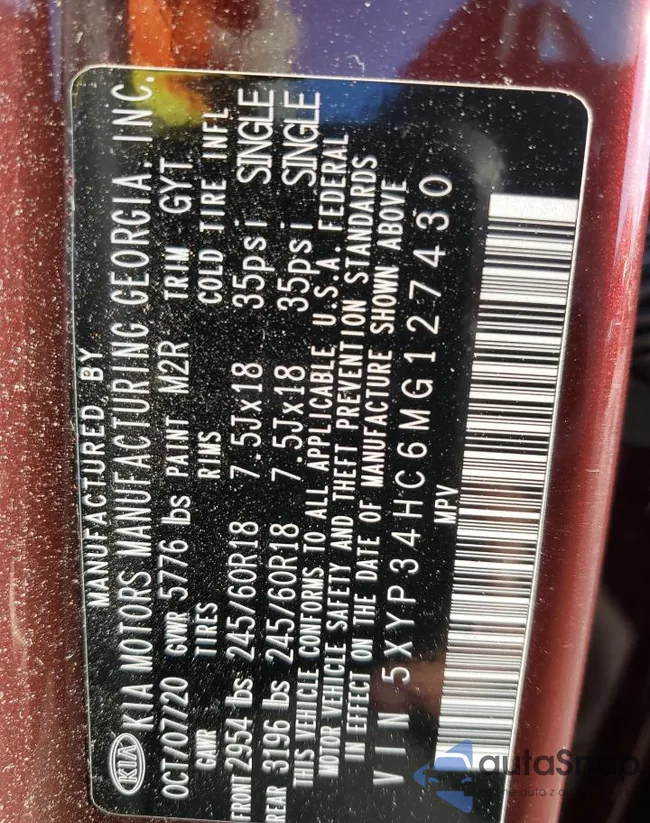 MANUFACTURED BY
KIA KIA MOTORS MANUFACTURING GEORGIA. INC.
OCT/07/20 GVWR 5776 lbs PAINT M2R TRIM GYT
GAWR TIRES RIMS COLD TIRE INFL
FRONT 2954 lbs 245/60R18 7.5Jx18 35psi SINGLE
REAR 3196 lbs 245/60R18 7.5Jx18 35psi SINGLE
THIS VEHICLE CONFORMS TO ALL APPLICABLE U.S.A. FEDERAL
MOTOR VEHICLE SAFETY AND THEFT PREVENTION STANDARDS
IN EFFECT ON THE DATE OF MANUFACTURE SHOWN ABOVE
VIN 5XYP34HC6MG127430
MPV
autaSnap